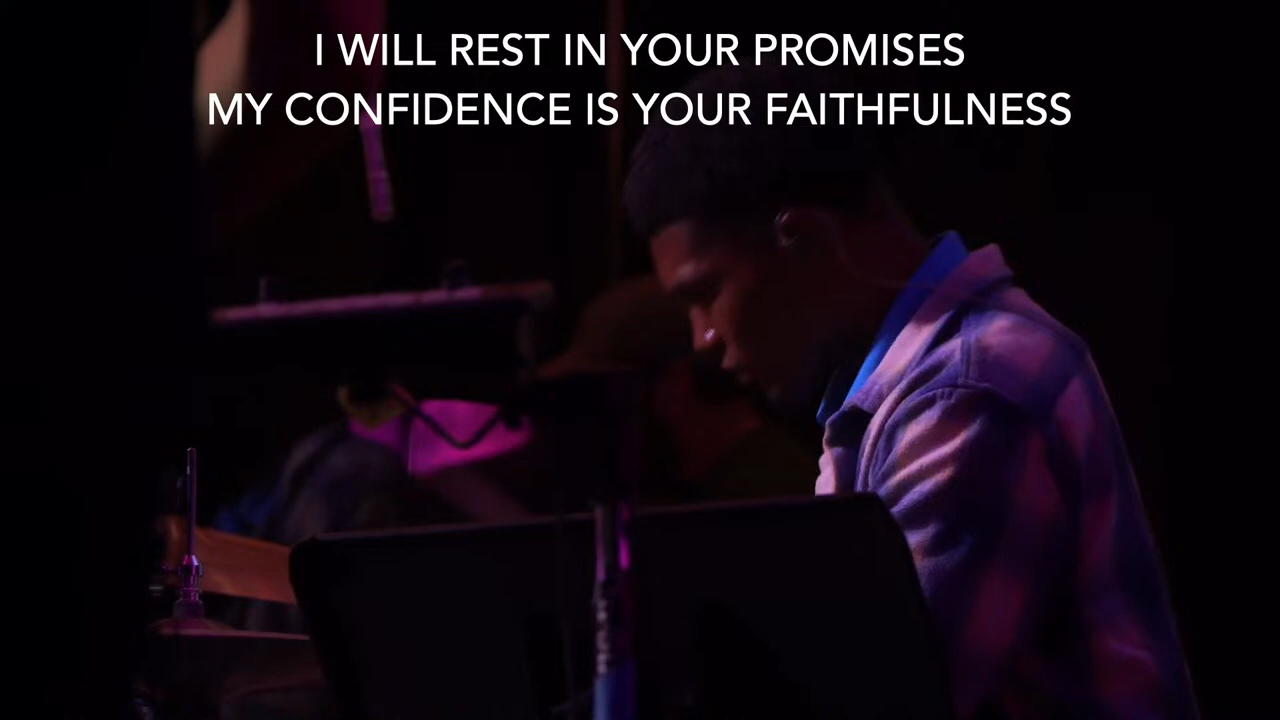 I WILL REST IN YOUR PROMISES
MY CONFIDENCE IS YOUR FAITHFULNESS